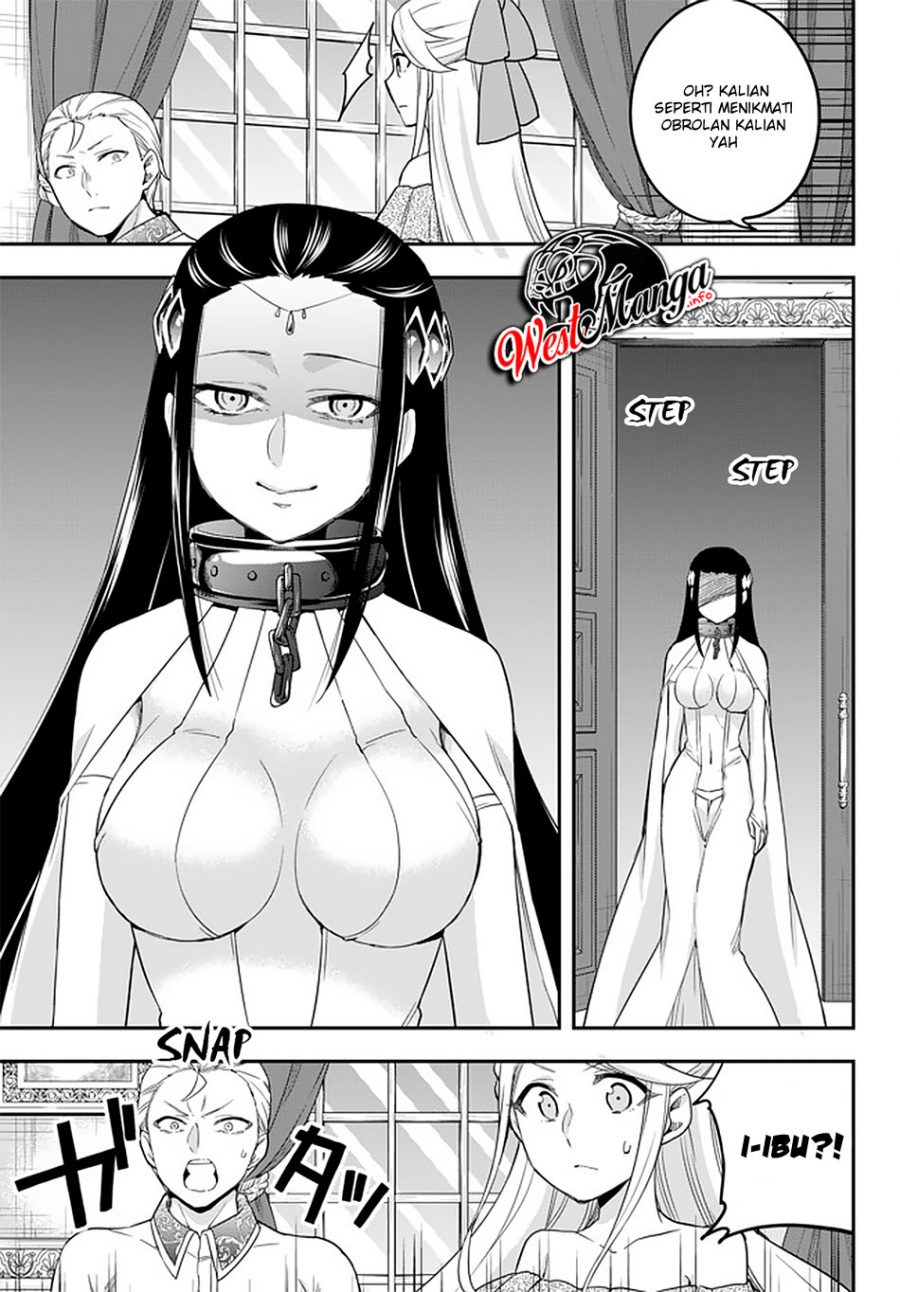 OH? KALIAN
SEPERTI MENIKMATI
OBROLAN KALIAN
YAH
WestManga
.info
STEP
STEP
SNAP
I-IBU?!
ガタッ